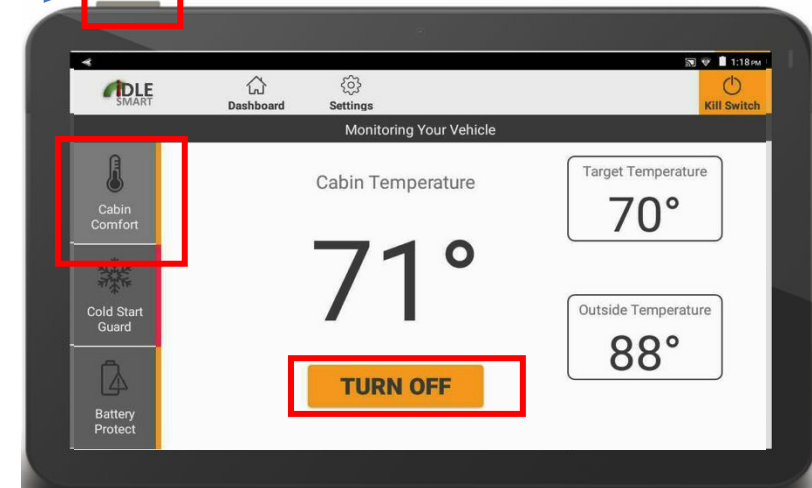 1:18 PM
IDLE
SMART
Dashboard
Settings
Kill Switch
Monitoring Your Vehicle
Cabin
Comfort
Cold Start
Guard
Battery
Protect
Cabin Temperature
71°
TURN OFF
Target Temperature
70°
Outside Temperature
88°